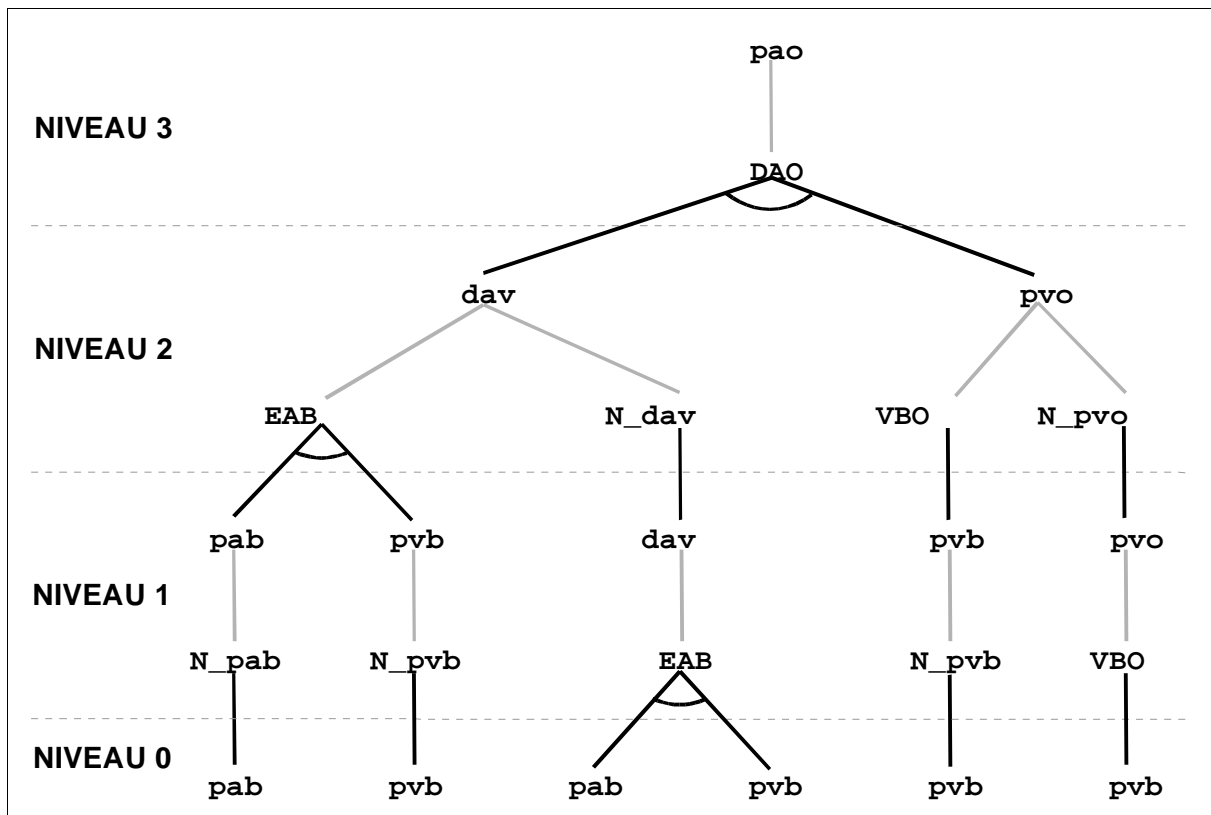 pao
NIVEAU 3
DAO
dav pvo
NIVEAU 2
EAB N_dav VBO N_pvo
pab pvb dav pvb pvo
NIVEAU 1
N_pab N_pvb EAB N_pvb VBO
NIVEAU 0
pab pvb pab pvb pvb pvb